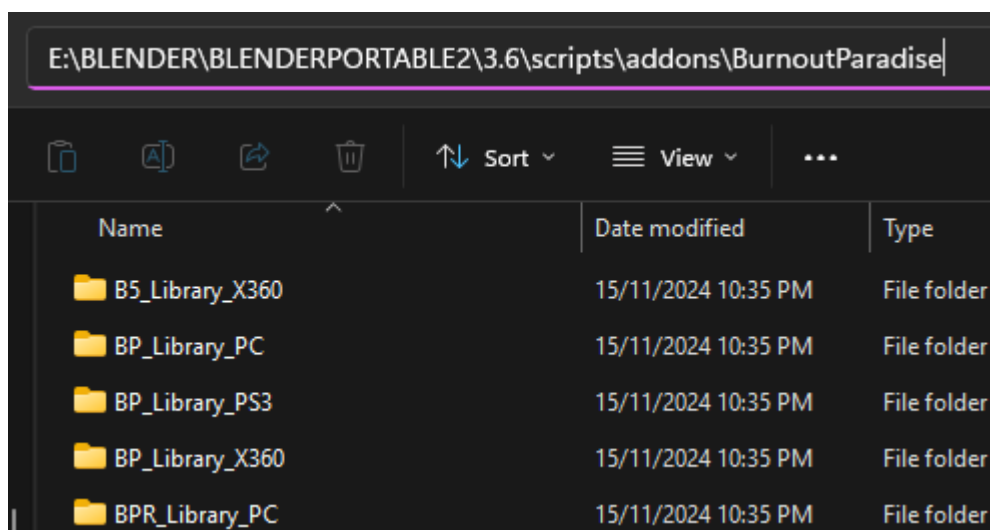 E:\BLENDER\BLENDERPORTABLE2\3.6\scripts\addons\BurnoutParadise
Sort View
Name Date modified Type
B5_Library_X360 15/11/2024 10:35 PM File folder
BP_Library_PC 15/11/2024 10:35 PM File folder
BP_Library_PS3 15/11/2024 10:35 PM File folder
BP_Library_X360 15/11/2024 10:35 PM File folder
BPR_Library_PC 15/11/2024 10:35 PM File folder